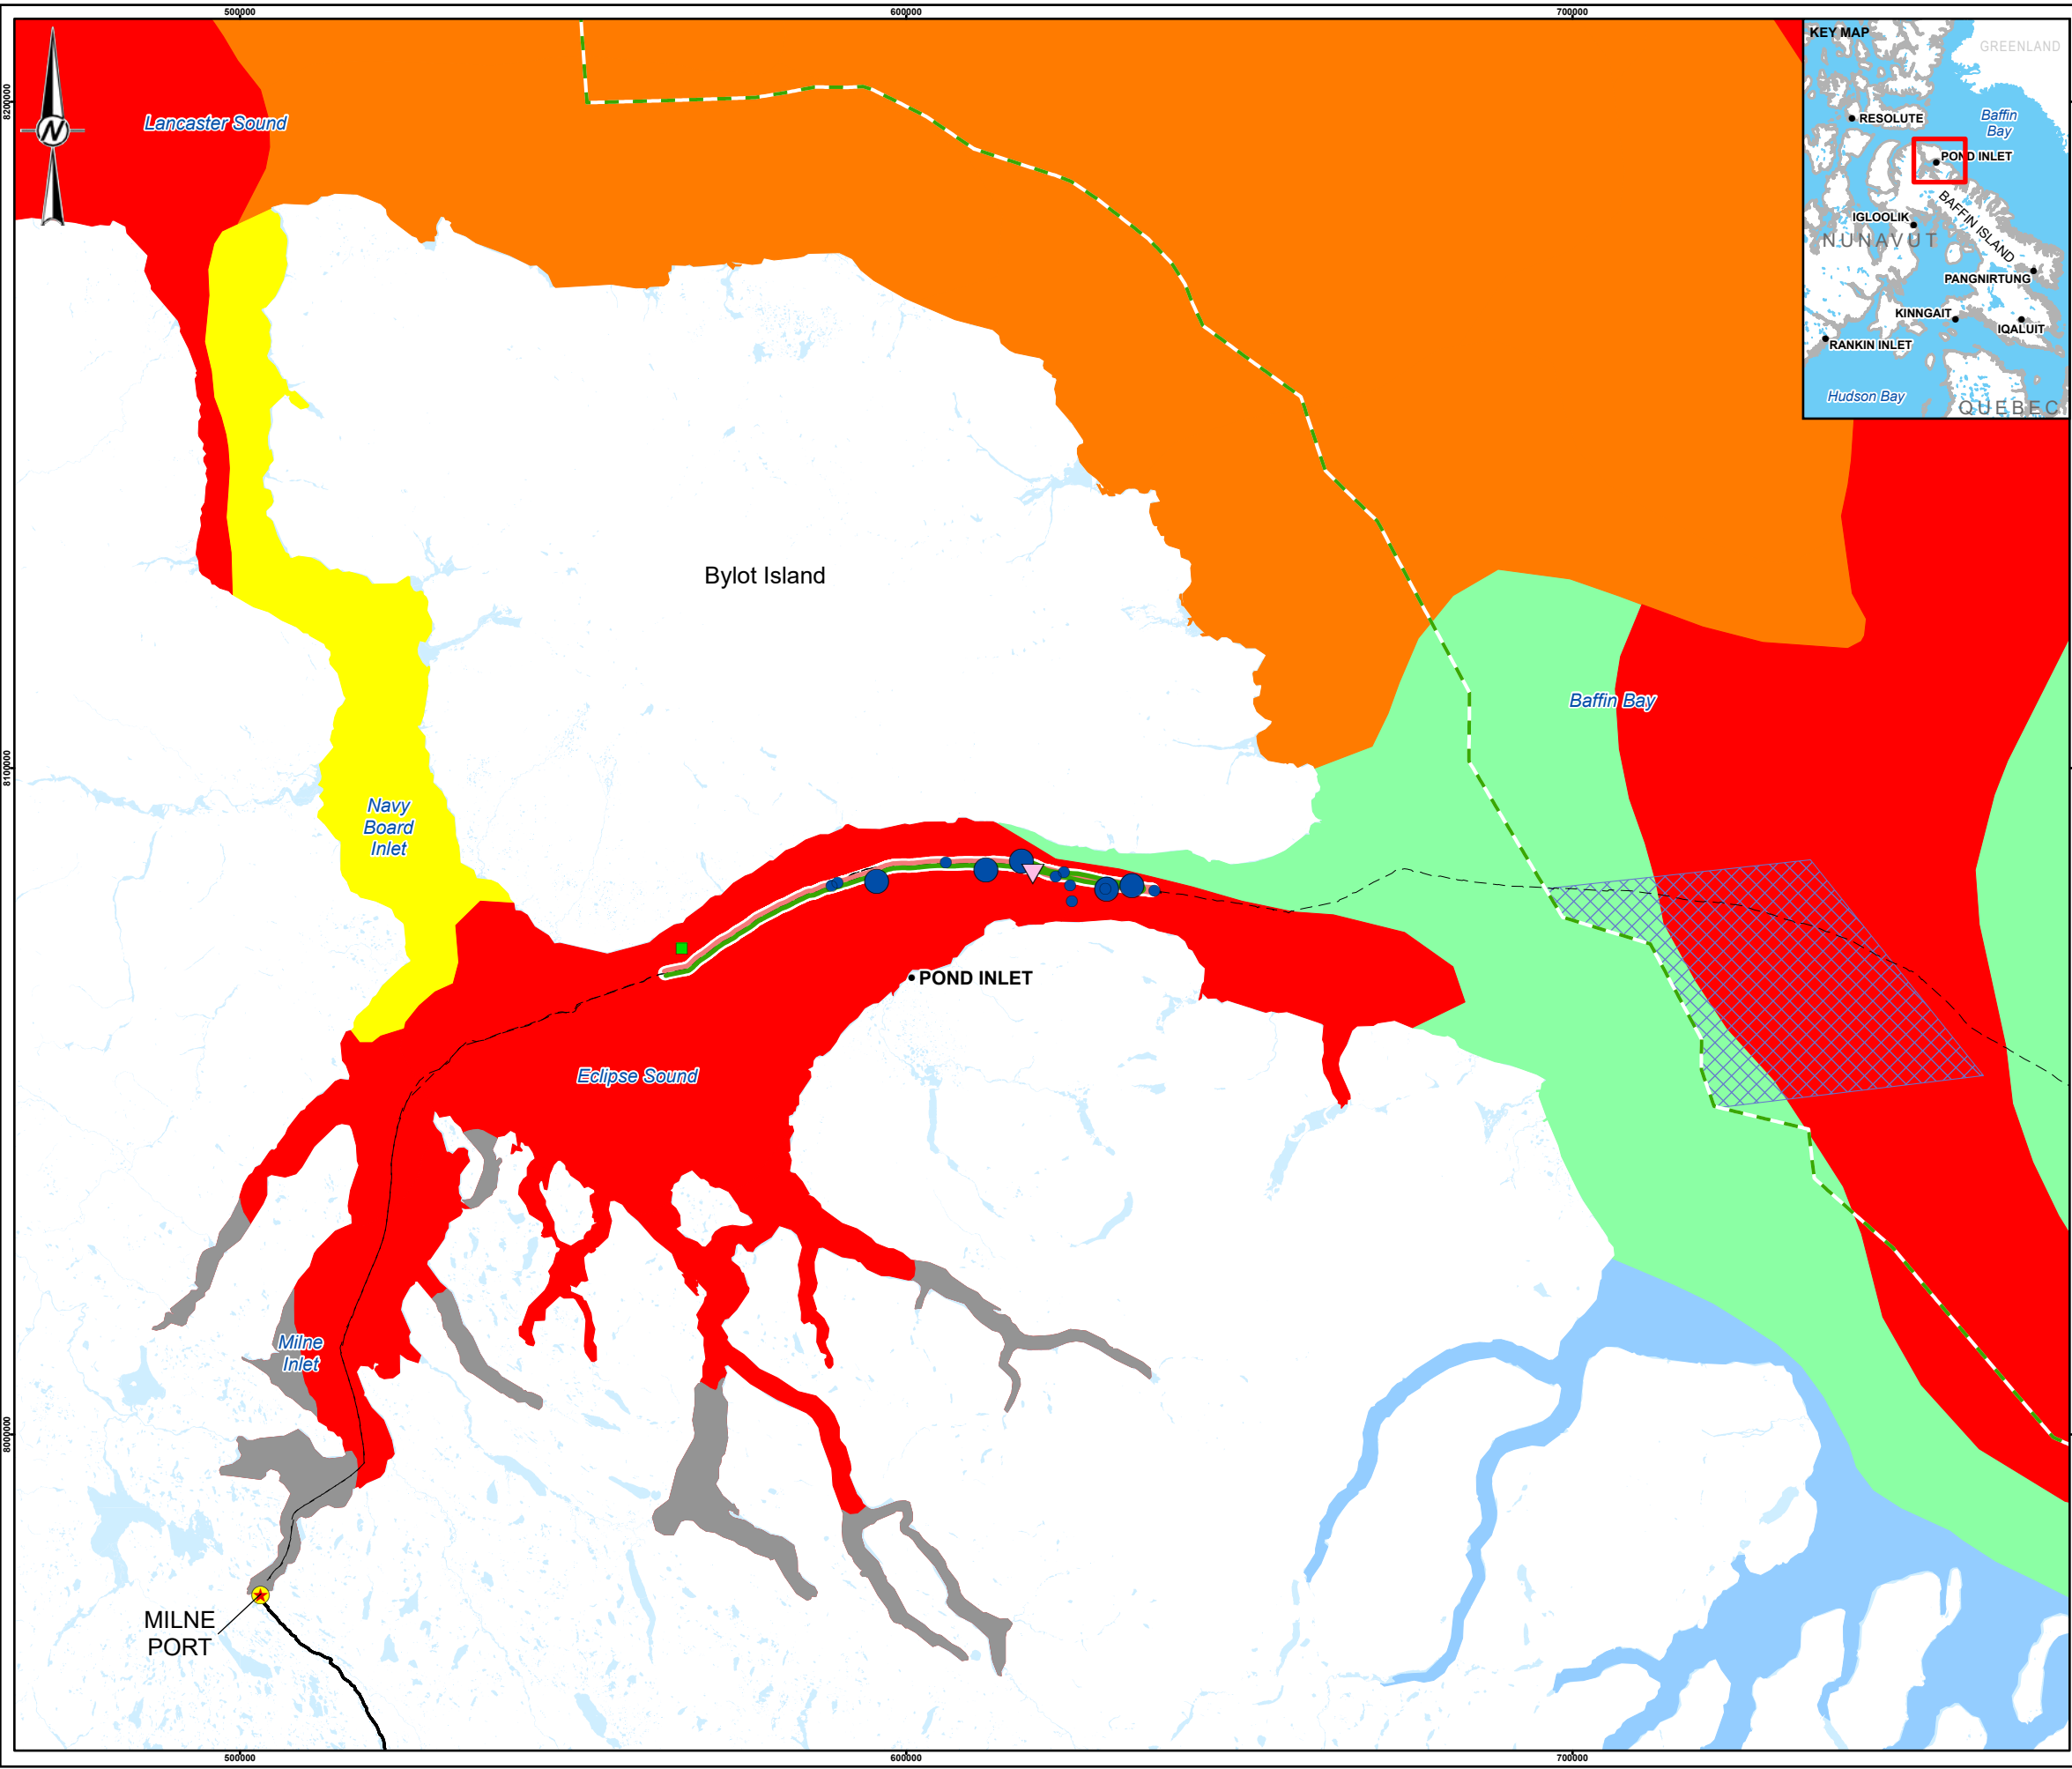 500000
600000
700000
8200000
8100000
8000000
500000
600000
700000
N
Lancaster Sound
Bylot Island
Baffin Bay
Navy
Board
Inlet
POND INLET
Eclipse Sound
Milne
Inlet
MILNE
PORT
KEY MAP
GREENLAND
Baffin
Bay
RESOLUTE
POND INLET
BAFFIN ISLAND
IGLOOLIK
NUNAVUT
PANGNIRTUNG
KINNGAIT
IQALUIT
RANKIN INLET
Hudson Bay
QUEBEC